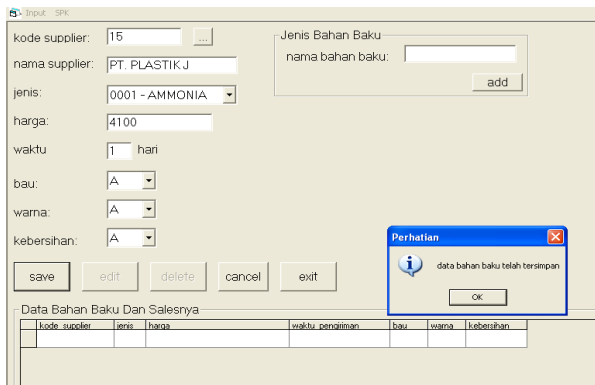 Input SPK
kode supplier: 15 ...
nama supplier: PT. PLASTIK J
jenis: 0001 - AMMONIA
harga: 4100
waktu 1 hari
bau: A
warna: A
kebersihan: A
Jenis Bahan Baku
nama bahan baku:
add
save edit delete cancel exit
Perhatian
data bahan baku telah tersimpan
OK
Data Bahan Baku Dan Salesnya
kode_supplier jenis harga waktu_pengiriman bau warna kebersihan